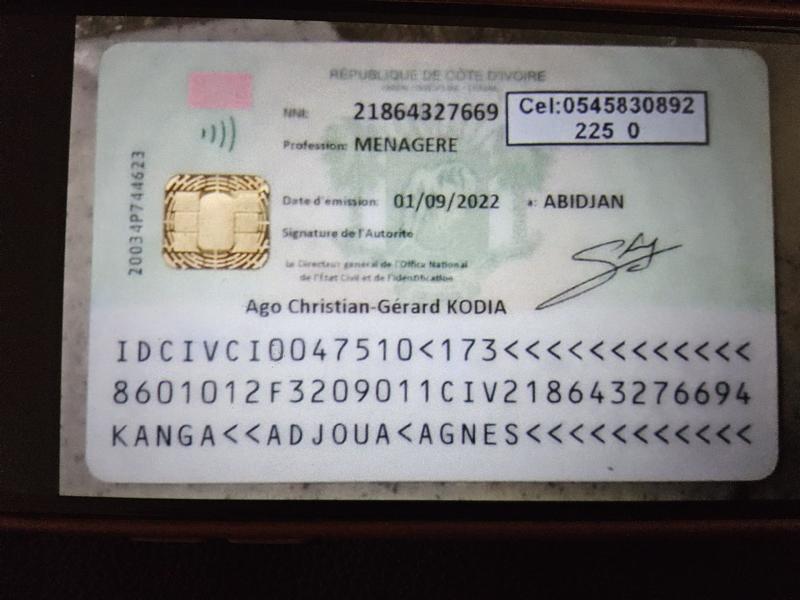 RÉPUBLIQUE DE CÔTE D'IVOIRE
NNI: 21864327669
Cel:0545830892
225 0
Profession: MENAGERE
20034P744623
Date d'émission: 01/09/2022 à: ABIDJAN
Signature de l'Autorité
Le Directeur général de l'Office National
de l'État Civil et de l'Identification
Ago Christian-Gérard KODIA
IDCIVCI0047510<173<<<<<<<<<<<<
8601012F3209011CIV218643276694
KANGA<<ADJOUA<AGNES<<<<<<<<<<<